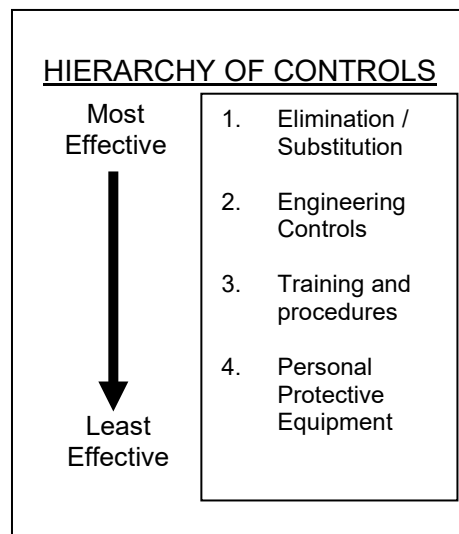 HIERARCHY OF CONTROLS
Most
Effective
1. Elimination /
Substitution
2. Engineering
Controls
3. Training and
procedures
4. Personal
Protective
Equipment
Least
Effective